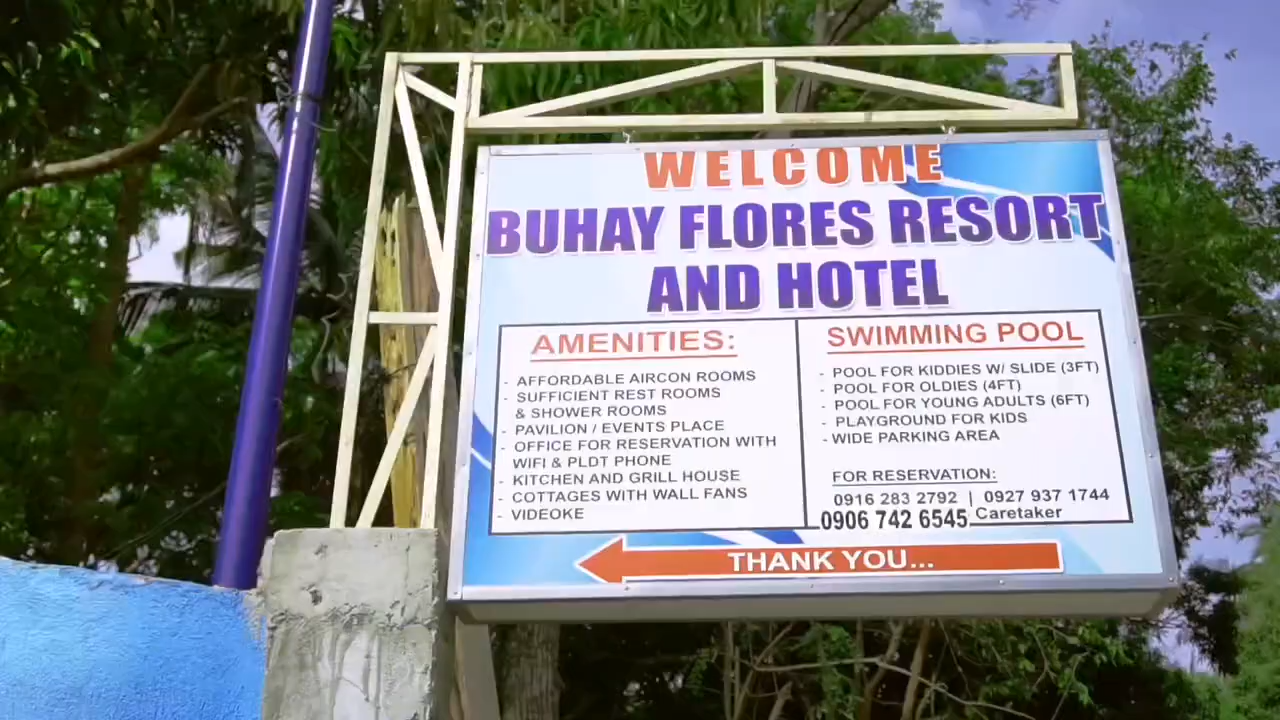 WELCOME
BUHAY FLORES RESORT
AND HOTEL
AMENITIES:
- AFFORDABLE AIRCON ROOMS
- SUFFICIENT REST ROOMS
& SHOWER ROOMS
- PAVILION / EVENTS PLACE
- OFFICE FOR RESERVATION WITH
WIFI & PLDT PHONE
- KITCHEN AND GRILL HOUSE
- COTTAGES WITH WALL FANS
- VIDEOKE
SWIMMING POOL
- POOL FOR KIDDIES W/ SLIDE (3FT)
- POOL FOR OLDIES (4FT)
- POOL FOR YOUNG ADULTS (6FT)
- PLAYGROUND FOR KIDS
- WIDE PARKING AREA
FOR RESERVATION:
0916 283 2792 | 0927 937 1744
0906 742 6545 Caretaker
THANK YOU...